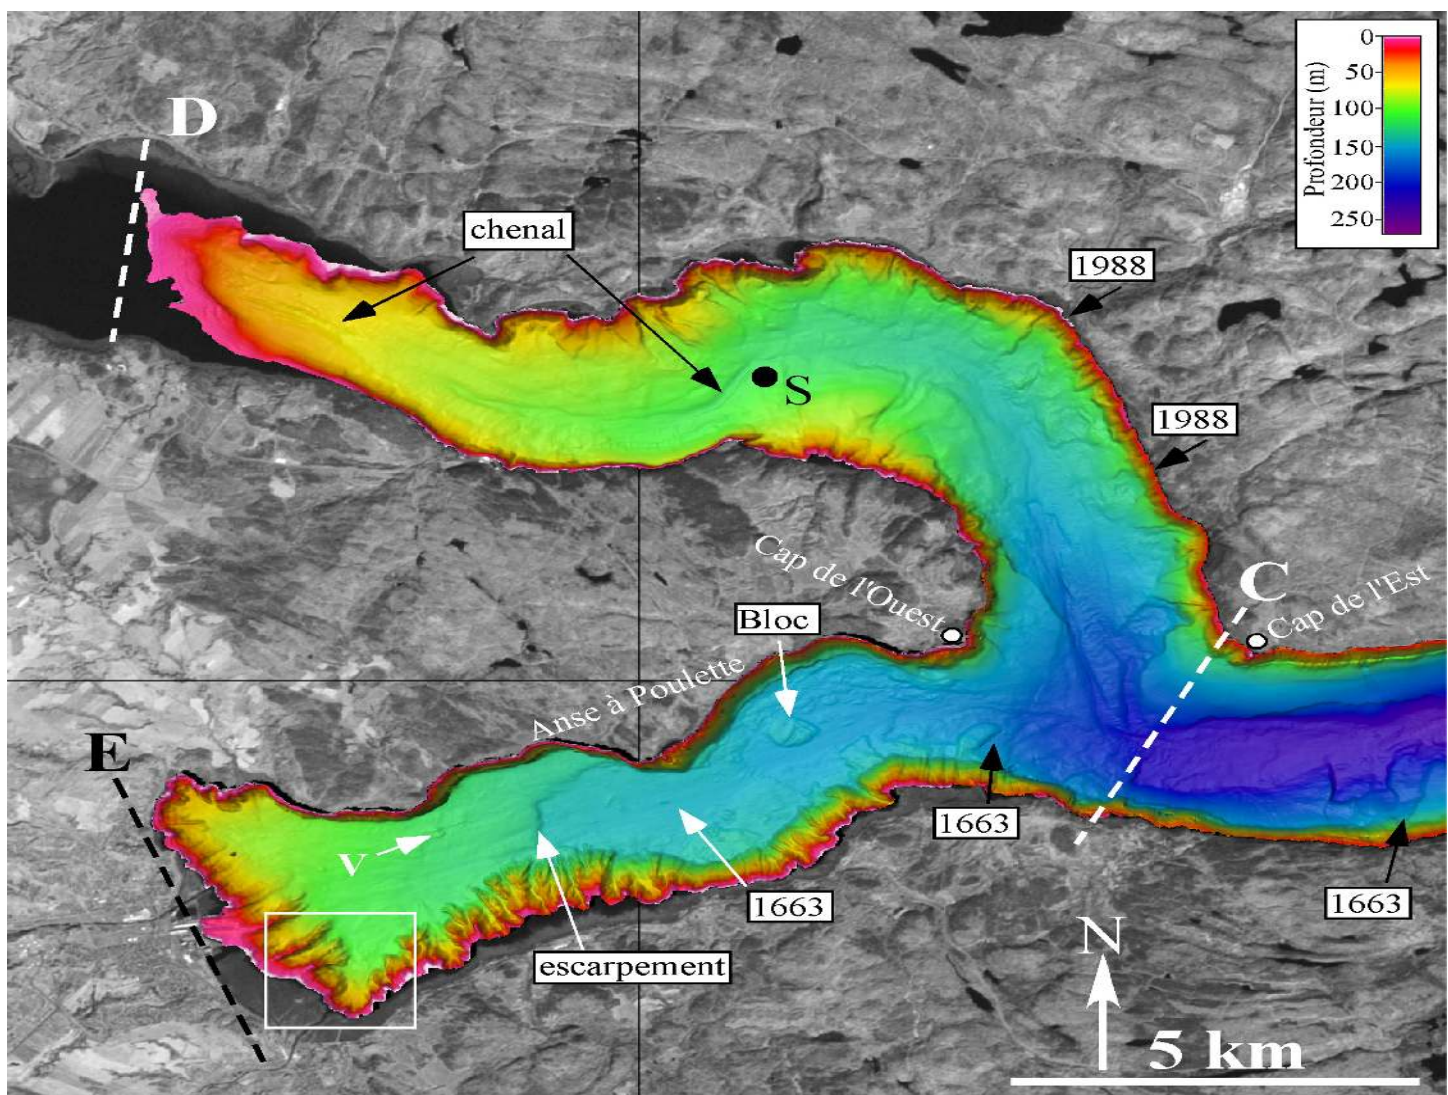 0
50
100
150
200
250
Profondeur (m)
D
chenal
1988
S
1988
Cap de l'Ouest
C
Cap de l'Est
Bloc
Anse à Poulette
E
V
1663
1663
1663
escarpement
N
5 km